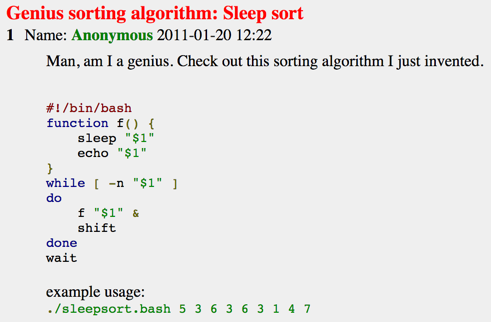 Genius sorting algorithm: Sleep sort
1 Name: Anonymous 2011-01-20 12:22
Man, am I a genius. Check out this sorting algorithm I just invented.
#!/bin/bash
function f() {
    sleep "$1"
    echo "$1"
}
while [ -n "$1" ]
do
    f "$1" &
    shift
done
wait
example usage:
./sleepsort.bash 5 3 6 3 6 3 1 4 7